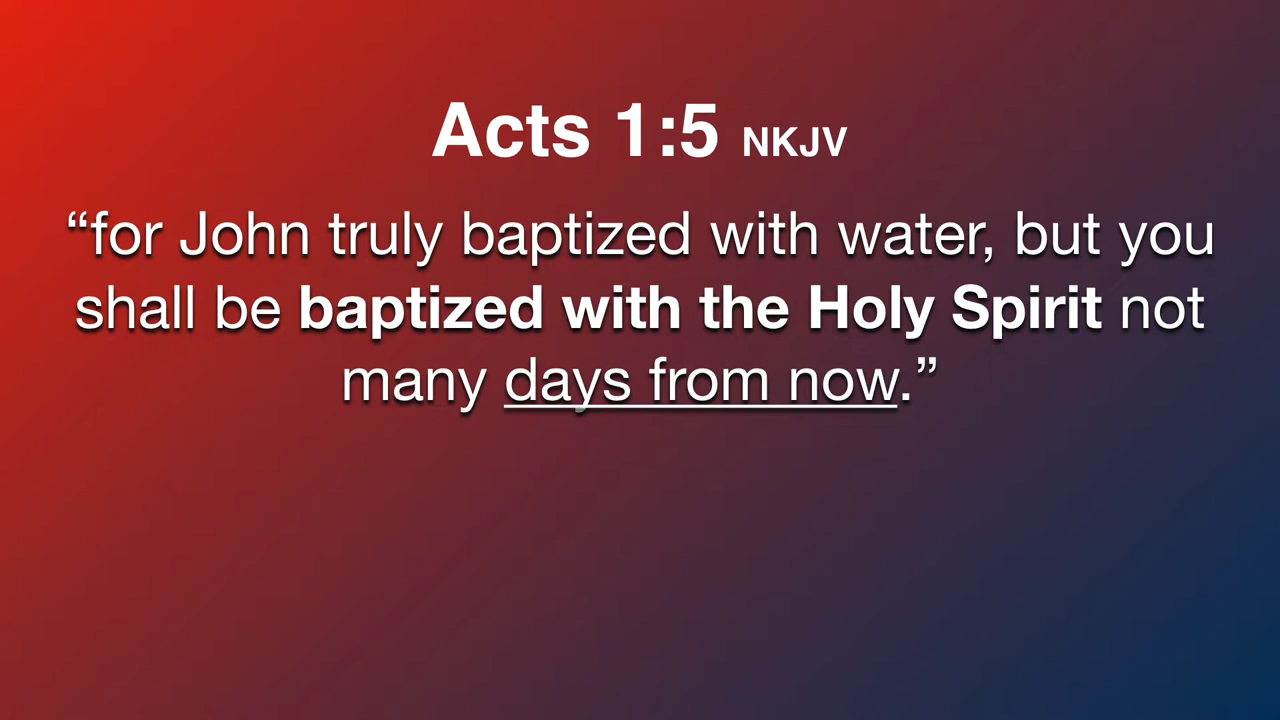 Acts 1:5 NKJV
“for John truly baptized with water, but you
shall be baptized with the Holy Spirit not
many days from now.”